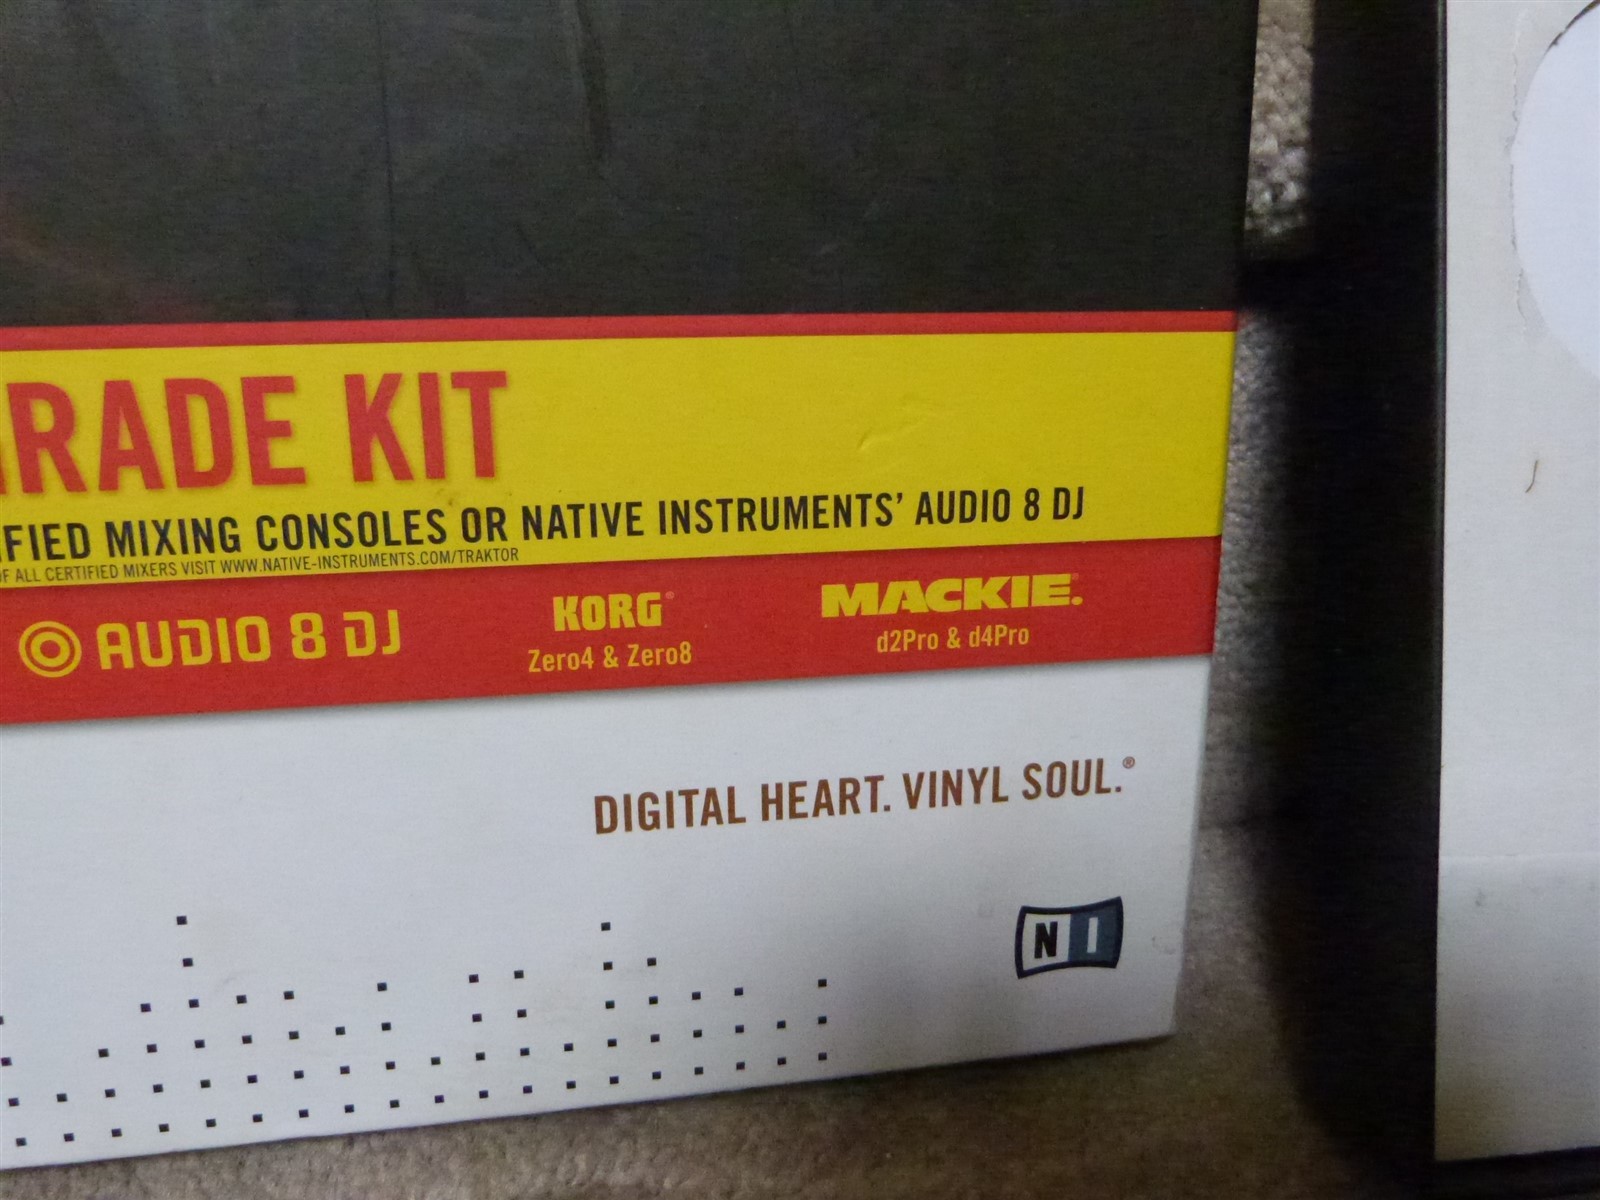 RADE KIT
FIED MIXING CONSOLES OR NATIVE INSTRUMENTS' AUDIO 8 DJ
OF ALL CERTIFIED MIXERS VISIT WWW.NATIVE-INSTRUMENTS.COM/TRAKTOR
AUDIO 8 DJ
KORG®
Zero4 & Zero8
MACKIE.
d2Pro & d4Pro
DIGITAL HEART. VINYL SOUL.®
NI